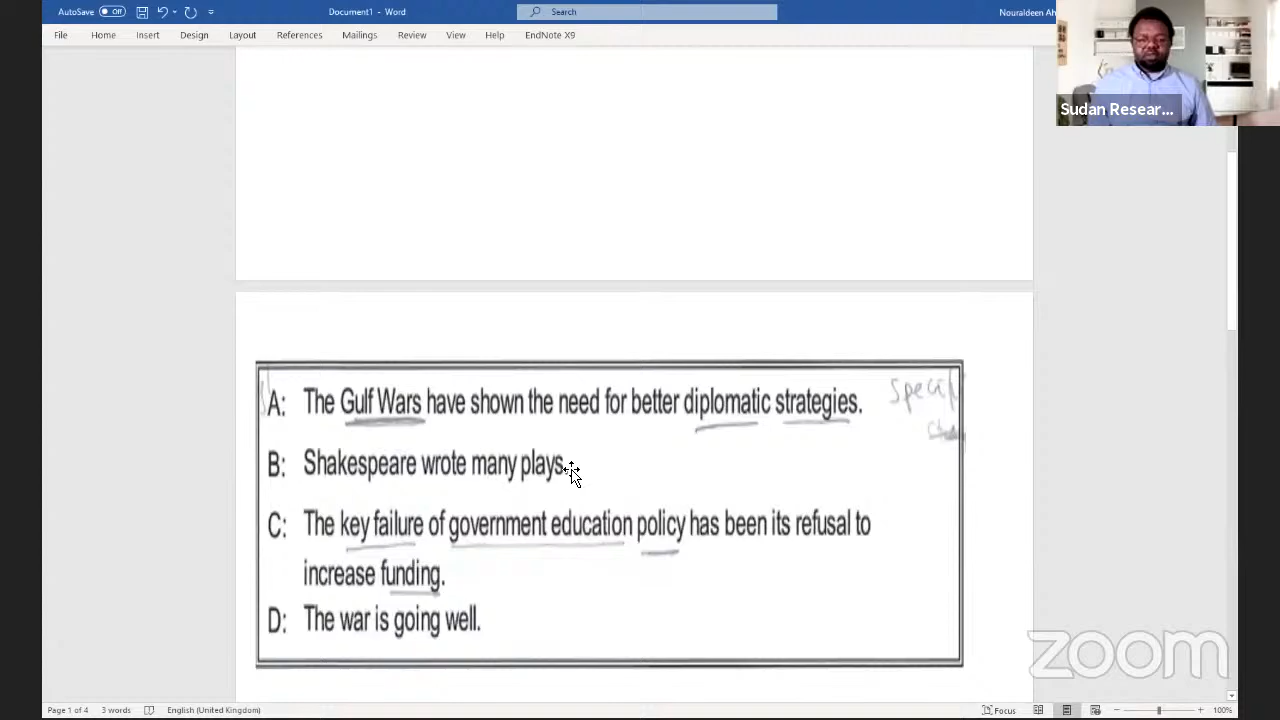 AutoSave Off Document1 - Word Search Nouraldeen Ah
File Home Insert Design Layout References Mailings Review View Help EndNote X9
Sudan Resear...
A: The Gulf Wars have shown the need for better diplomatic strategies.
B: Shakespeare wrote many plays.
C: The key failure of government education policy has been its refusal to
increase funding.
D: The war is going well.
zoom
Page 1 of 4 3 words English (United Kingdom) Focus 100%